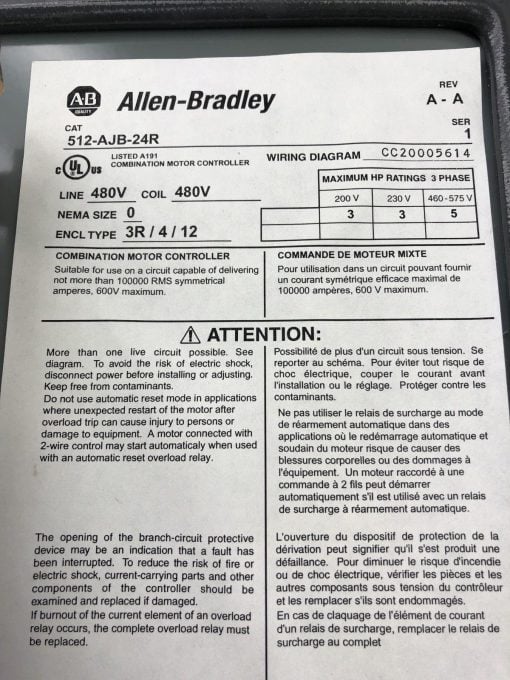 A-B
QUALITY
Allen-Bradley
REV
A - A
CAT
512-AJB-24R
SER
1
C UL US
LISTED A191
COMBINATION MOTOR CONTROLLER
WIRING DIAGRAM CC20005614
LINE 480V COIL 480V
NEMA SIZE 0
ENCL TYPE 3R / 4 / 12
MAXIMUM HP RATINGS 3 PHASE
200 V 230 V 460-575 V
3 3 5
COMBINATION MOTOR CONTROLLER
Suitable for use on a circuit capable of delivering
not more than 100000 RMS symmetrical
amperes, 600V maximum.
COMMANDE DE MOTEUR MIXTE
Pour utilisation dans un circuit pouvant fournir
un courant symétrique efficace maximal de
100000 ampères, 600 V maximum.
ATTENTION:
More than one live circuit possible. See
diagram. To avoid the risk of electric shock,
disconnect power before installing or adjusting.
Keep free from contaminants.
Do not use automatic reset mode in applications
where unexpected restart of the motor after
overload trip can cause injury to persons or
damage to equipment. A motor connected with
2-wire control may start automaticaly when used
with an automatic reset overload relay.
The opening of the branch-circuit protective
device may be an indication that a fault has
been interrupted. To reduce the risk of fire or
electric shock, current-carrying parts and other
components of the controller should be
examined and replaced if damaged.
If burnout of the current element of an overload
relay occurs, the complete overload relay must
be replaced.
Possibilité de plus d'un circuit sous tension. Se
reporter au schéma. Pour éviter tout risque de
choc électrique, couper le courant avant
l'installation ou le réglage. Protéger contre les
contaminants.
Ne pas utiliser le relais de surcharge au mode
de réarmement automatique dans des
applications où le redémarrage automatique et
soudain du moteur risque de causer des
blessures corporelles ou des dommages à
l'équipement. Un moteur raccordé à une
commande à 2 fils peut démarrer
automatiquement s'il est utilisé avec un relais
de surcharge à réarmement automatique.
L'ouverture du dispositif de protection de la
dérivation peut signifier qu'il s'est produit une
défaillance. Pour diminuer le risque d'incendie
ou de choc électrique, vérifier les pièces et les
autres composants sous tension du contrôleur
et les remplacer s'ils sont endommagés.
En cas de claquage de l'élément de courant
d'un relais de surcharge, remplacer le relais de
surcharge au complet